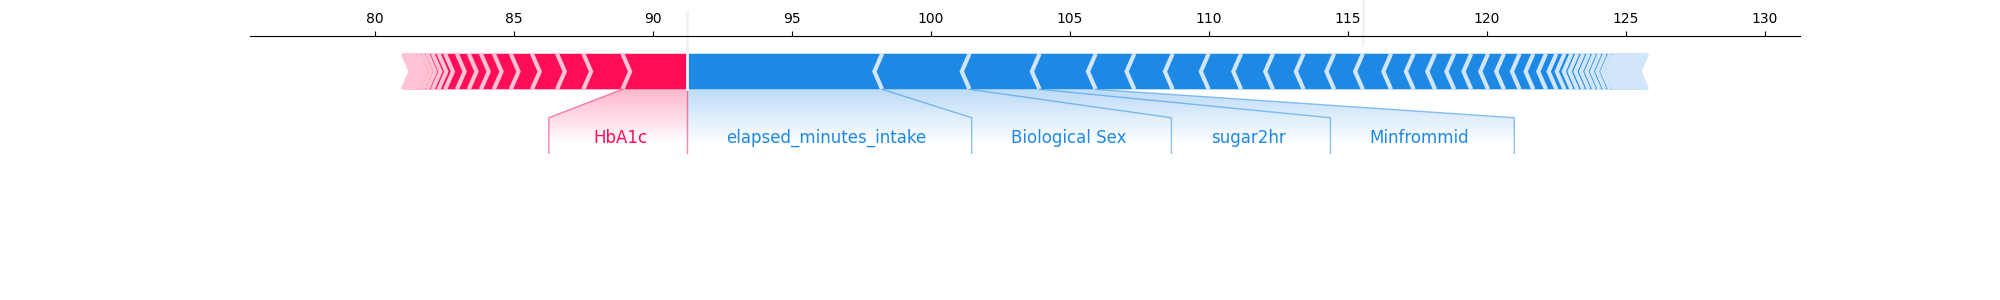 80 85 90 95 100 105 110 115 120 125 130
HbA1c elapsed_minutes_intake Biological Sex sugar2hr Minfrommid